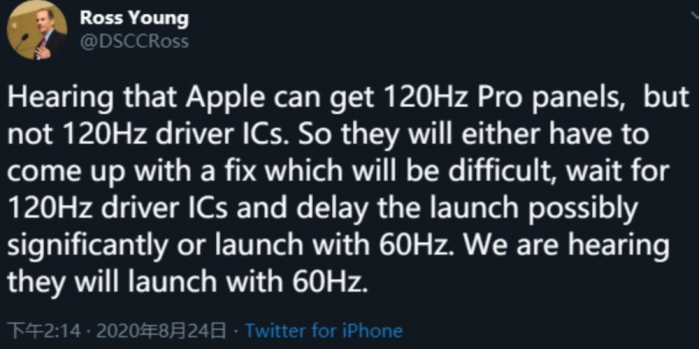 Ross Young
@DSCCRoss
Hearing that Apple can get 120Hz Pro panels, but
not 120Hz driver ICs. So they will either have to
come up with a fix which will be difficult, wait for
120Hz driver ICs and delay the launch possibly
significantly or launch with 60Hz. We are hearing
they will launch with 60Hz.
下午2:14 · 2020年8月24日 · Twitter for iPhone